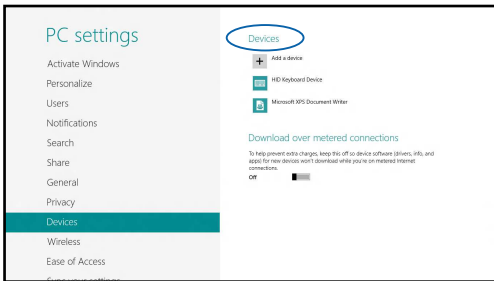 PC settings
Activate Windows
Personalize
Users
Notifications
Search
Share
General
Privacy
Devices
Wireless
Ease of Access
Sync your settings
Devices
Add a device
HID Keyboard Device
Microsoft XPS Document Writer
Download over metered connections
To help prevent extra charges, keep this off so device software (drivers, info, and
apps) for new devices won't download while you're on metered Internet
connections.
Off